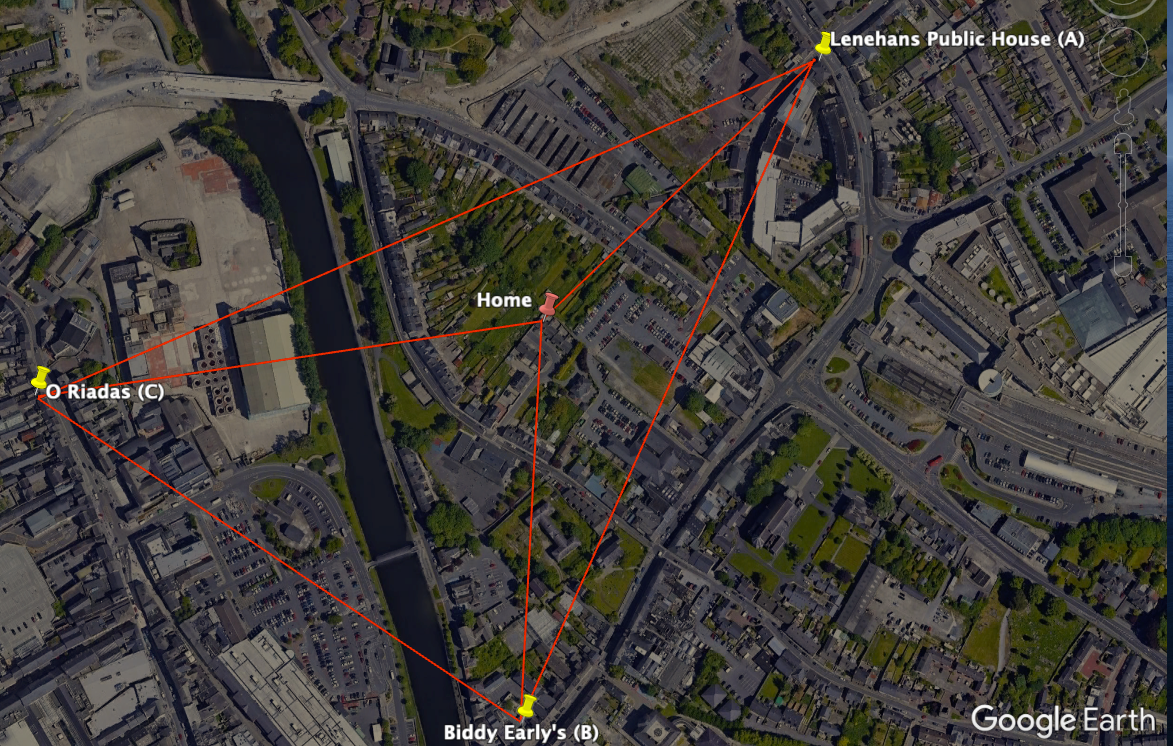 Lenehans Public House (A)
Home
O Riadas (C)
Biddy Early's (B)
Google Earth